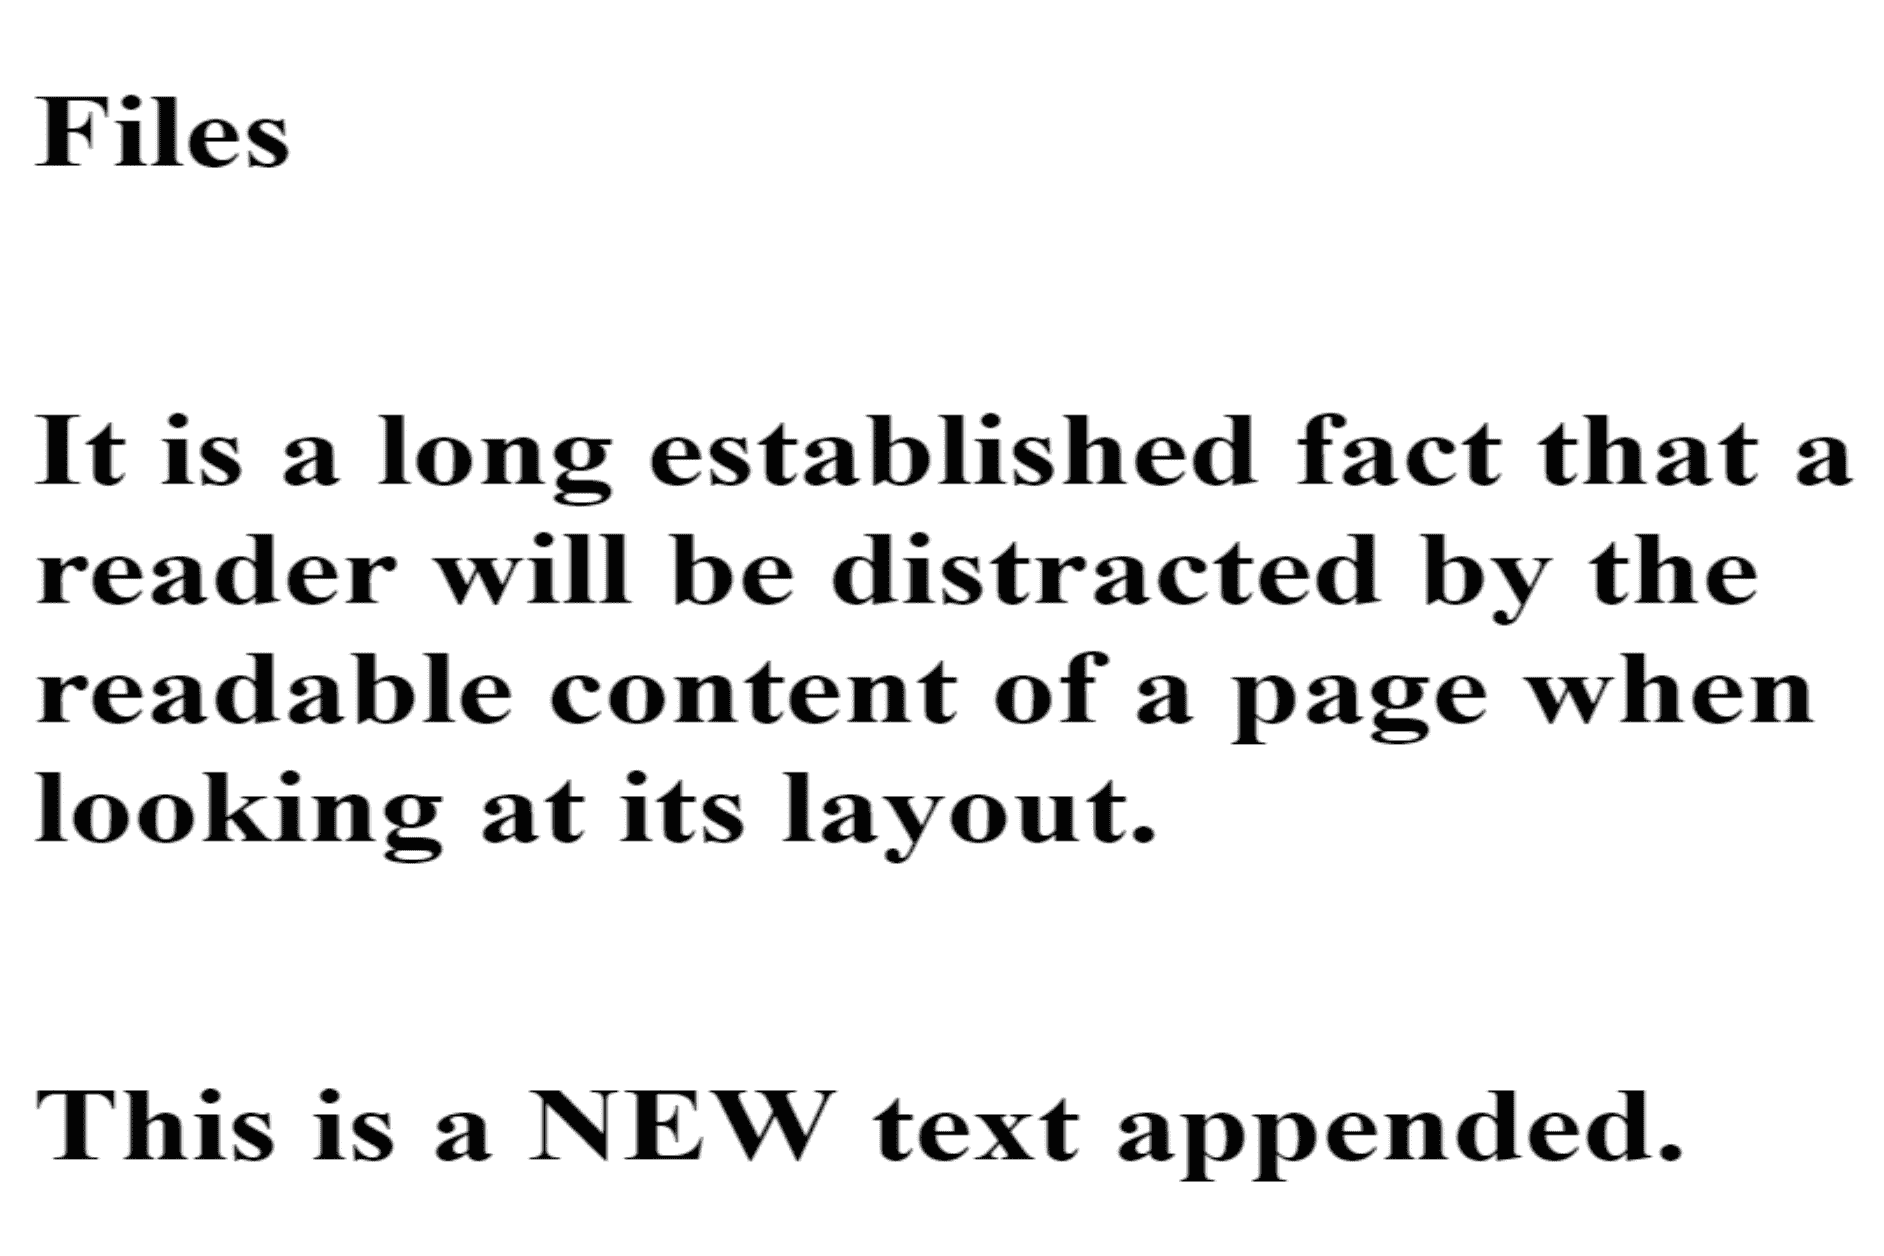 Files
It is a long established fact that a
reader will be distracted by the
readable content of a page when
looking at its layout.
This is a NEW text appended.